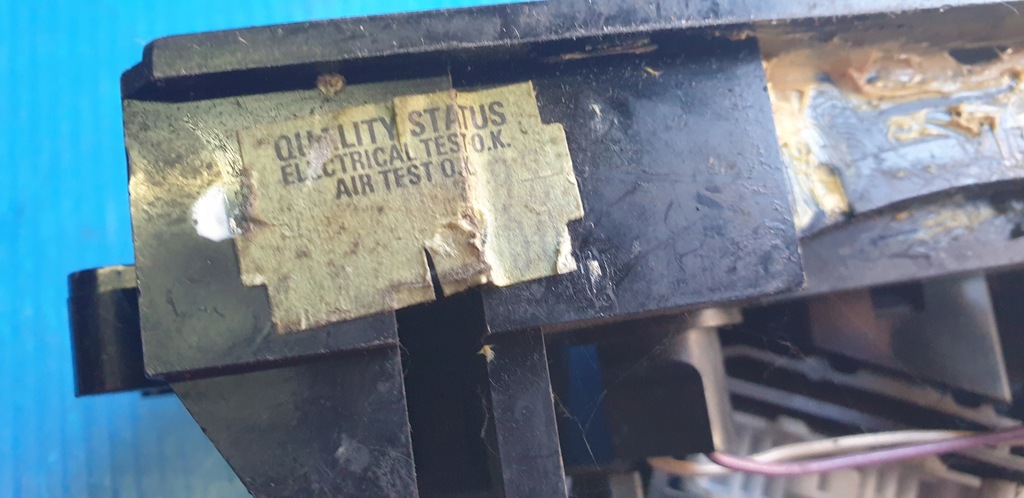 QUALITY STATUS
ELECTRICAL TEST O.K.
AIR TEST O.K.